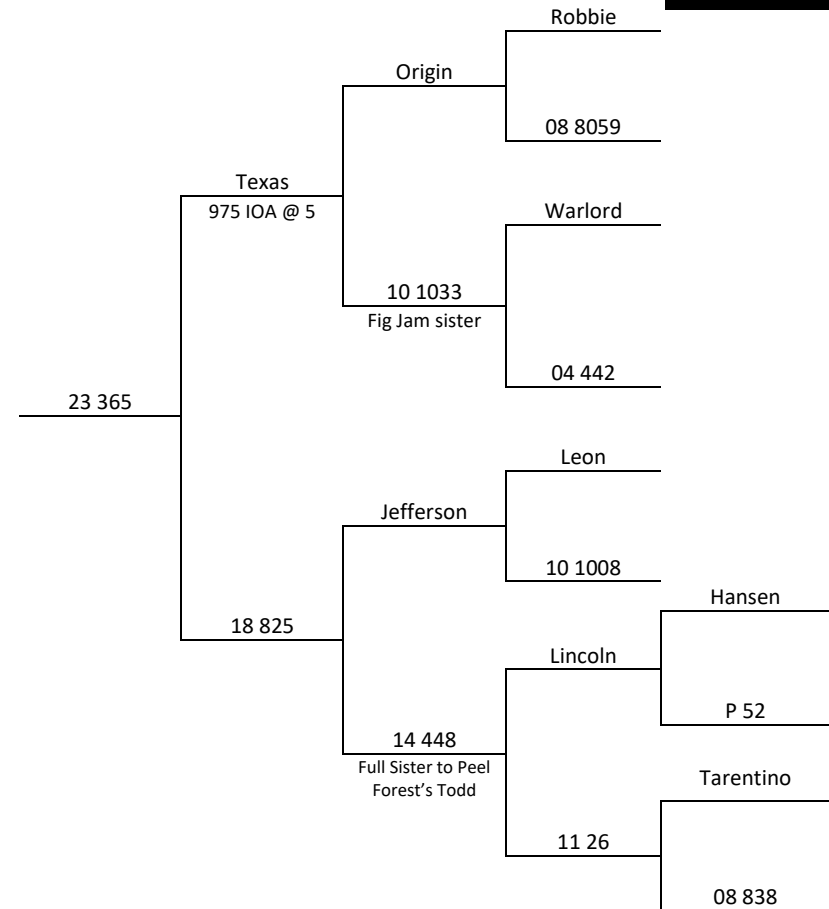 Robbie
Origin
08 8059
Texas
975 IOA @ 5
Warlord
10 1033
Fig Jam sister
04 442
23 365
Leon
Jefferson
10 1008
Hansen
18 825
Lincoln
P 52
14 448
Full Sister to Peel
Forest's Todd
Tarentino
11 26
08 838